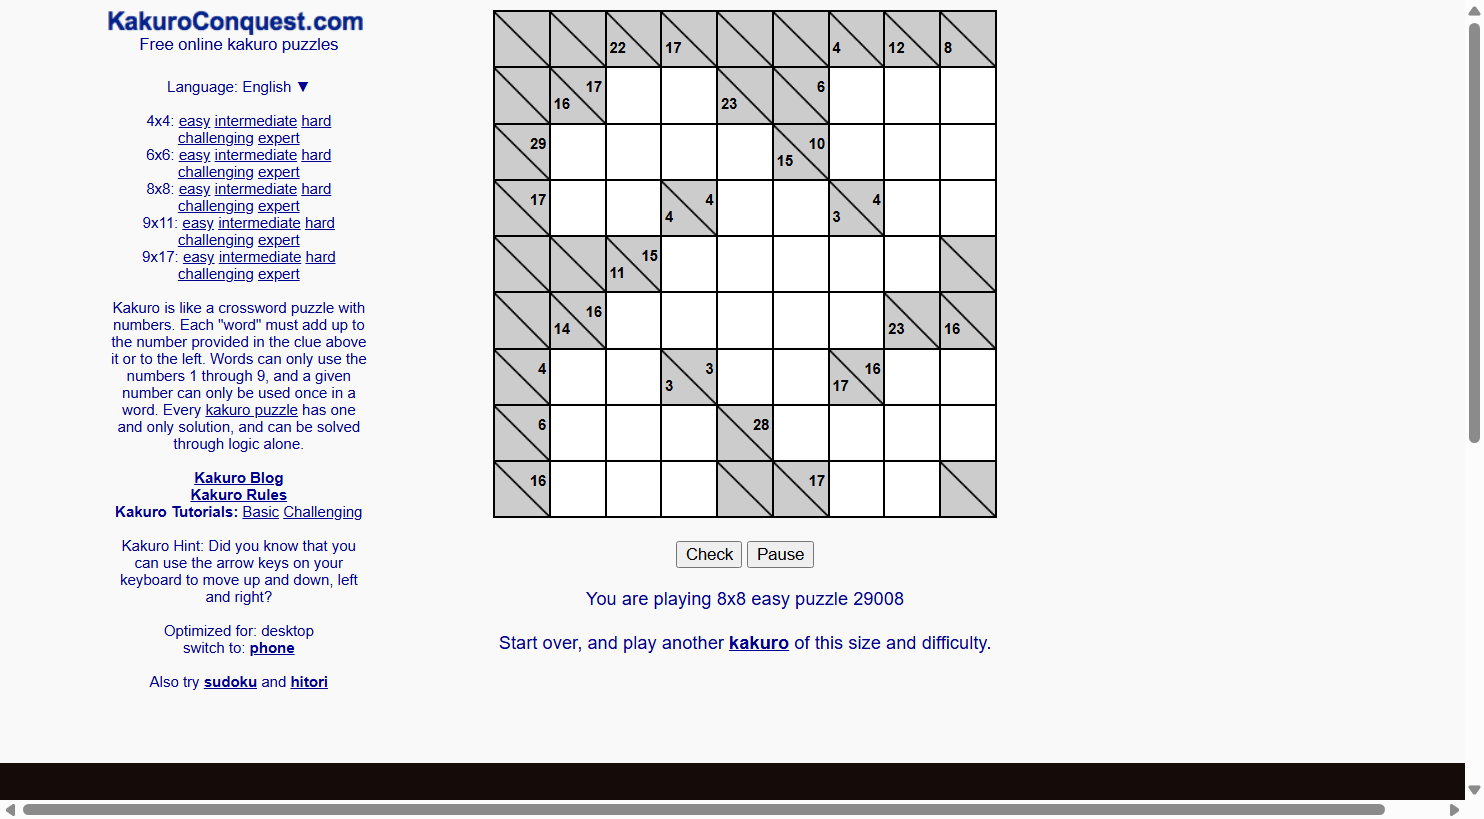 KakuroConquest.com
Free online kakuro puzzles
Language: English ▼
4x4: easy intermediate hard
challenging expert
6x6: easy intermediate hard
challenging expert
8x8: easy intermediate hard
challenging expert
9x11: easy intermediate hard
challenging expert
9x17: easy intermediate hard
challenging expert
Kakuro is like a crossword puzzle with
numbers. Each "word" must add up to
the number provided in the clue above
it or to the left. Words can only use the
numbers 1 through 9, and a given
number can only be used once in a
word. Every kakuro puzzle has one
and only solution, and can be solved
through logic alone.
Kakuro Blog
Kakuro Rules
Kakuro Tutorials: Basic Challenging
Kakuro Hint: Did you know that you
can use the arrow keys on your
keyboard to move up and down, left
and right?
Optimized for: desktop
switch to: phone
Also try sudoku and hitori
22 17 4 12 8
17 6
16 23
29 10
15
17 4 4
4 3
15
11
16
14 23 16
4 3 16
3 17
6 28
16 17
Check Pause
You are playing 8x8 easy puzzle 29008
Start over, and play another kakuro of this size and difficulty.